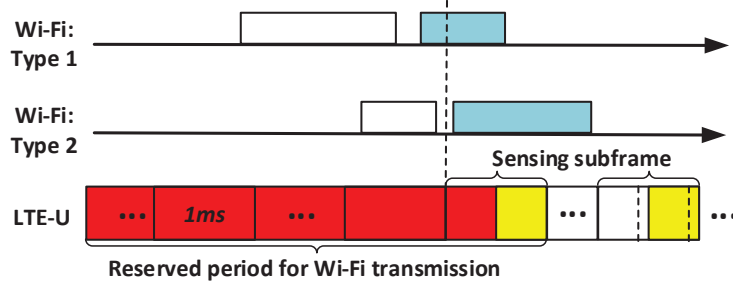 Wi-Fi:
Type 1
Wi-Fi:
Type 2
Sensing subframe
LTE-U
... 1ms ... ... ...
Reserved period for Wi-Fi transmission